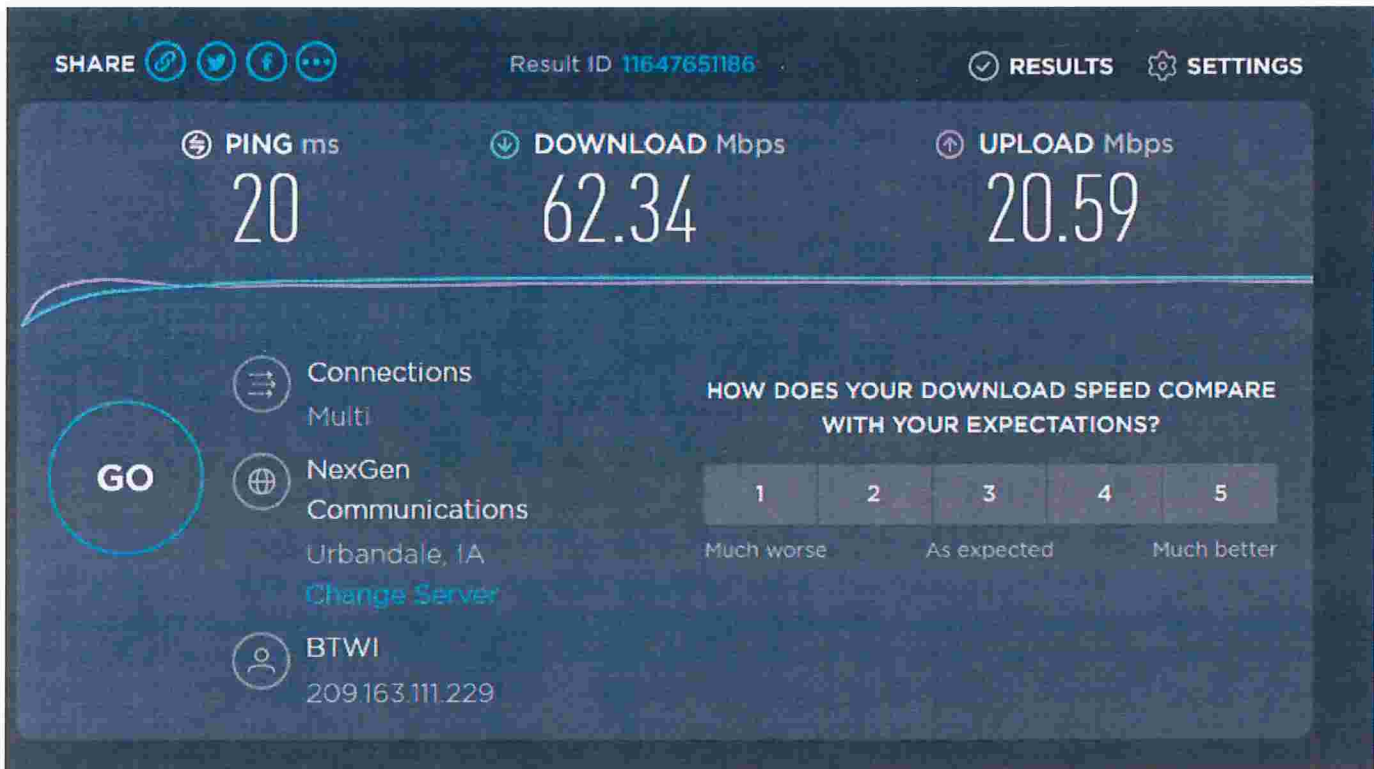 SHARE Result ID 11647651186 RESULTS SETTINGS
PING ms DOWNLOAD Mbps UPLOAD Mbps
20 62.34 20.59
Connections
Multi
GO
NexGen
Communications
Urbandale, IA
Change Server
BTWI
209.163.111.229
HOW DOES YOUR DOWNLOAD SPEED COMPARE
WITH YOUR EXPECTATIONS?
1 2 3 4 5
Much worse As expected Much better